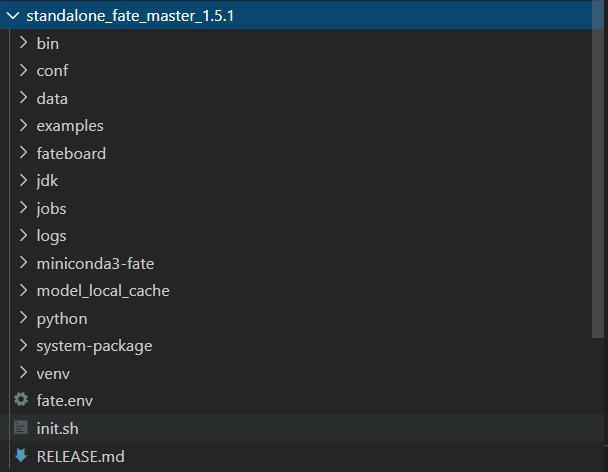 standalone_fate_master_1.5.1
bin
conf
data
examples
fateboard
jdk
jobs
logs
miniconda3-fate
model_local_cache
python
system-package
venv
fate.env
init.sh
RELEASE.md